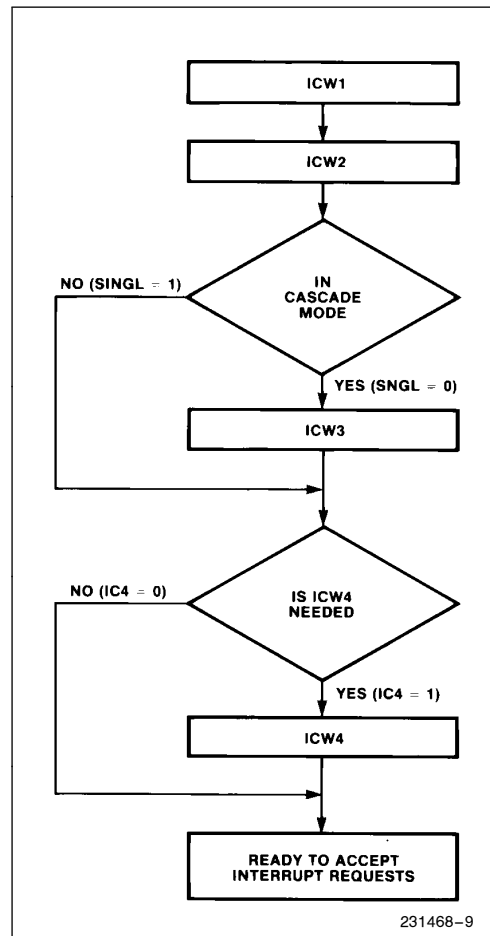 ICW1
ICW2
IN
CASCADE
MODE
NO (SINGL = 1)
YES (SNGL = 0)
ICW3
IS ICW4
NEEDED
NO (IC4 = 0)
YES (IC4 = 1)
ICW4
READY TO ACCEPT
INTERRUPT REQUESTS
231468-9